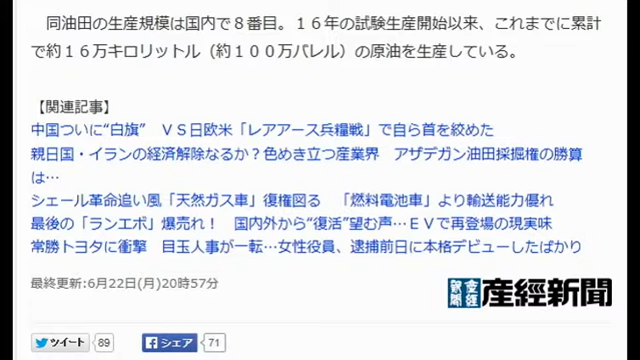 同油田の生産規模は国内で８番目。１６年の試験生産開始以来、これまでに累計
で約１６万キロリットル（約１００万バレル）の原油を生産している。
【関連記事】
中国ついに“白旗”　ＶＳ日欧米「レアアース兵糧戦」で自ら首を絞めた
親日国・イランの経済解除なるか？色めき立つ産業界　アザデガン油田採掘権の勝算
は…
シェール革命追い風「天然ガス車」復権図る　「燃料電池車」より輸送能力優れ
最後の「ランエボ」爆売れ！　国内外から“復活”望む声…ＥＶで再登場の現実味
常勝トヨタに衝撃　目玉人事が一転…女性役員、逮捕前日に本格デビューしたばかり
最終更新:6月22日(月)20時57分
産經新聞 産經新聞
ツイート 89 シェア 71